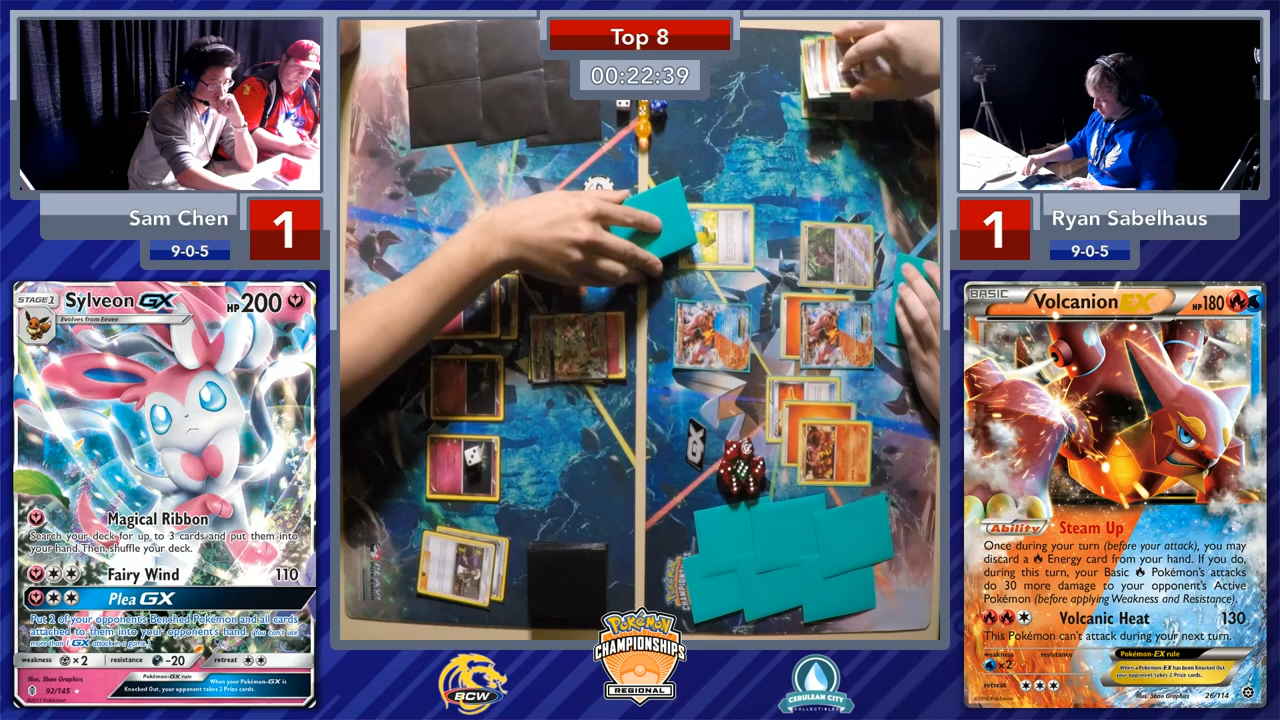 Top 8
00:22:39
Sam Chen
9-0-5
1
1
Ryan Sabelhaus
9-0-5
STAGE 1
Sylveon GX
HP 200
Evolves from Eevee
Magical Ribbon
Search your deck for up to 3 cards and put them into
your hand. Then, shuffle your deck.
Fairy Wind 110
Plea GX
Put 2 of your opponent's Benched Pokémon and all cards
attached to them into your opponent's hand. (You can't use
more than 1 GX attack in a game.)
weakness ×2 resistance -20 retreat
Illus. 5ban Graphics
92/145
Pokémon-GX rule
When your Pokémon-GX is
Knocked Out, your opponent takes 2 Prize cards.
GX
BASIC
Volcanion EX
HP 180
Ability Steam Up
Once during your turn (before your attack), you may
discard a Energy card from your hand. If you do,
during this turn, your Basic Pokémon's attacks
do 30 more damage to your opponent's Active
Pokémon (before applying Weakness and Resistance).
Volcanic Heat 130
This Pokémon can't attack during your next turn.
weakness
×2
Pokémon-EX rule
When a Pokémon-EX has been Knocked
Out, your opponent takes 2 Prize cards.
retreat
Illus. 5ban Graphics 26/114
BCW
Pokémon
CHAMPIONSHIPS
REGIONAL
CERULEAN CITY
COLLECTIBLES